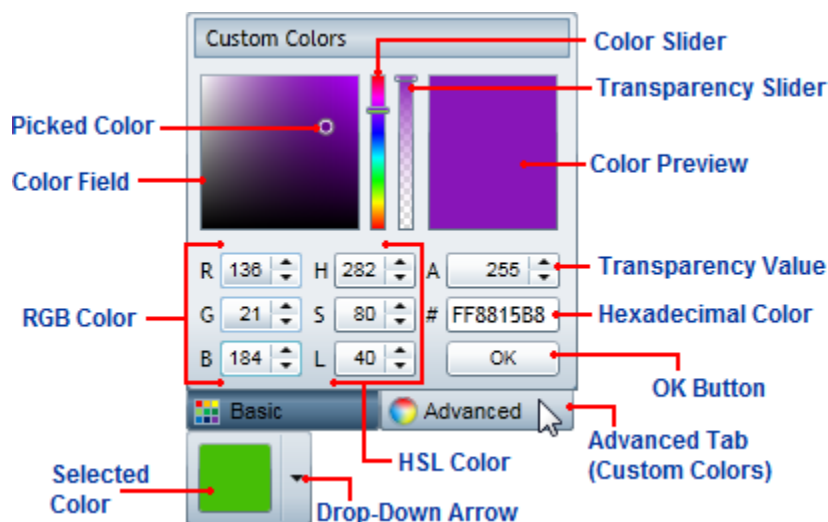 Custom Colors
Color Slider
Transparency Slider
Picked Color
Color Preview
Color Field
R 136 H 282 A 255 Transparency Value
RGB Color G 21 S 80 # FF8815B8 Hexadecimal Color
B 184 L 40 OK
OK Button
Basic Advanced
Advanced Tab
(Custom Colors)
HSL Color
Selected
Color
Drop-Down Arrow